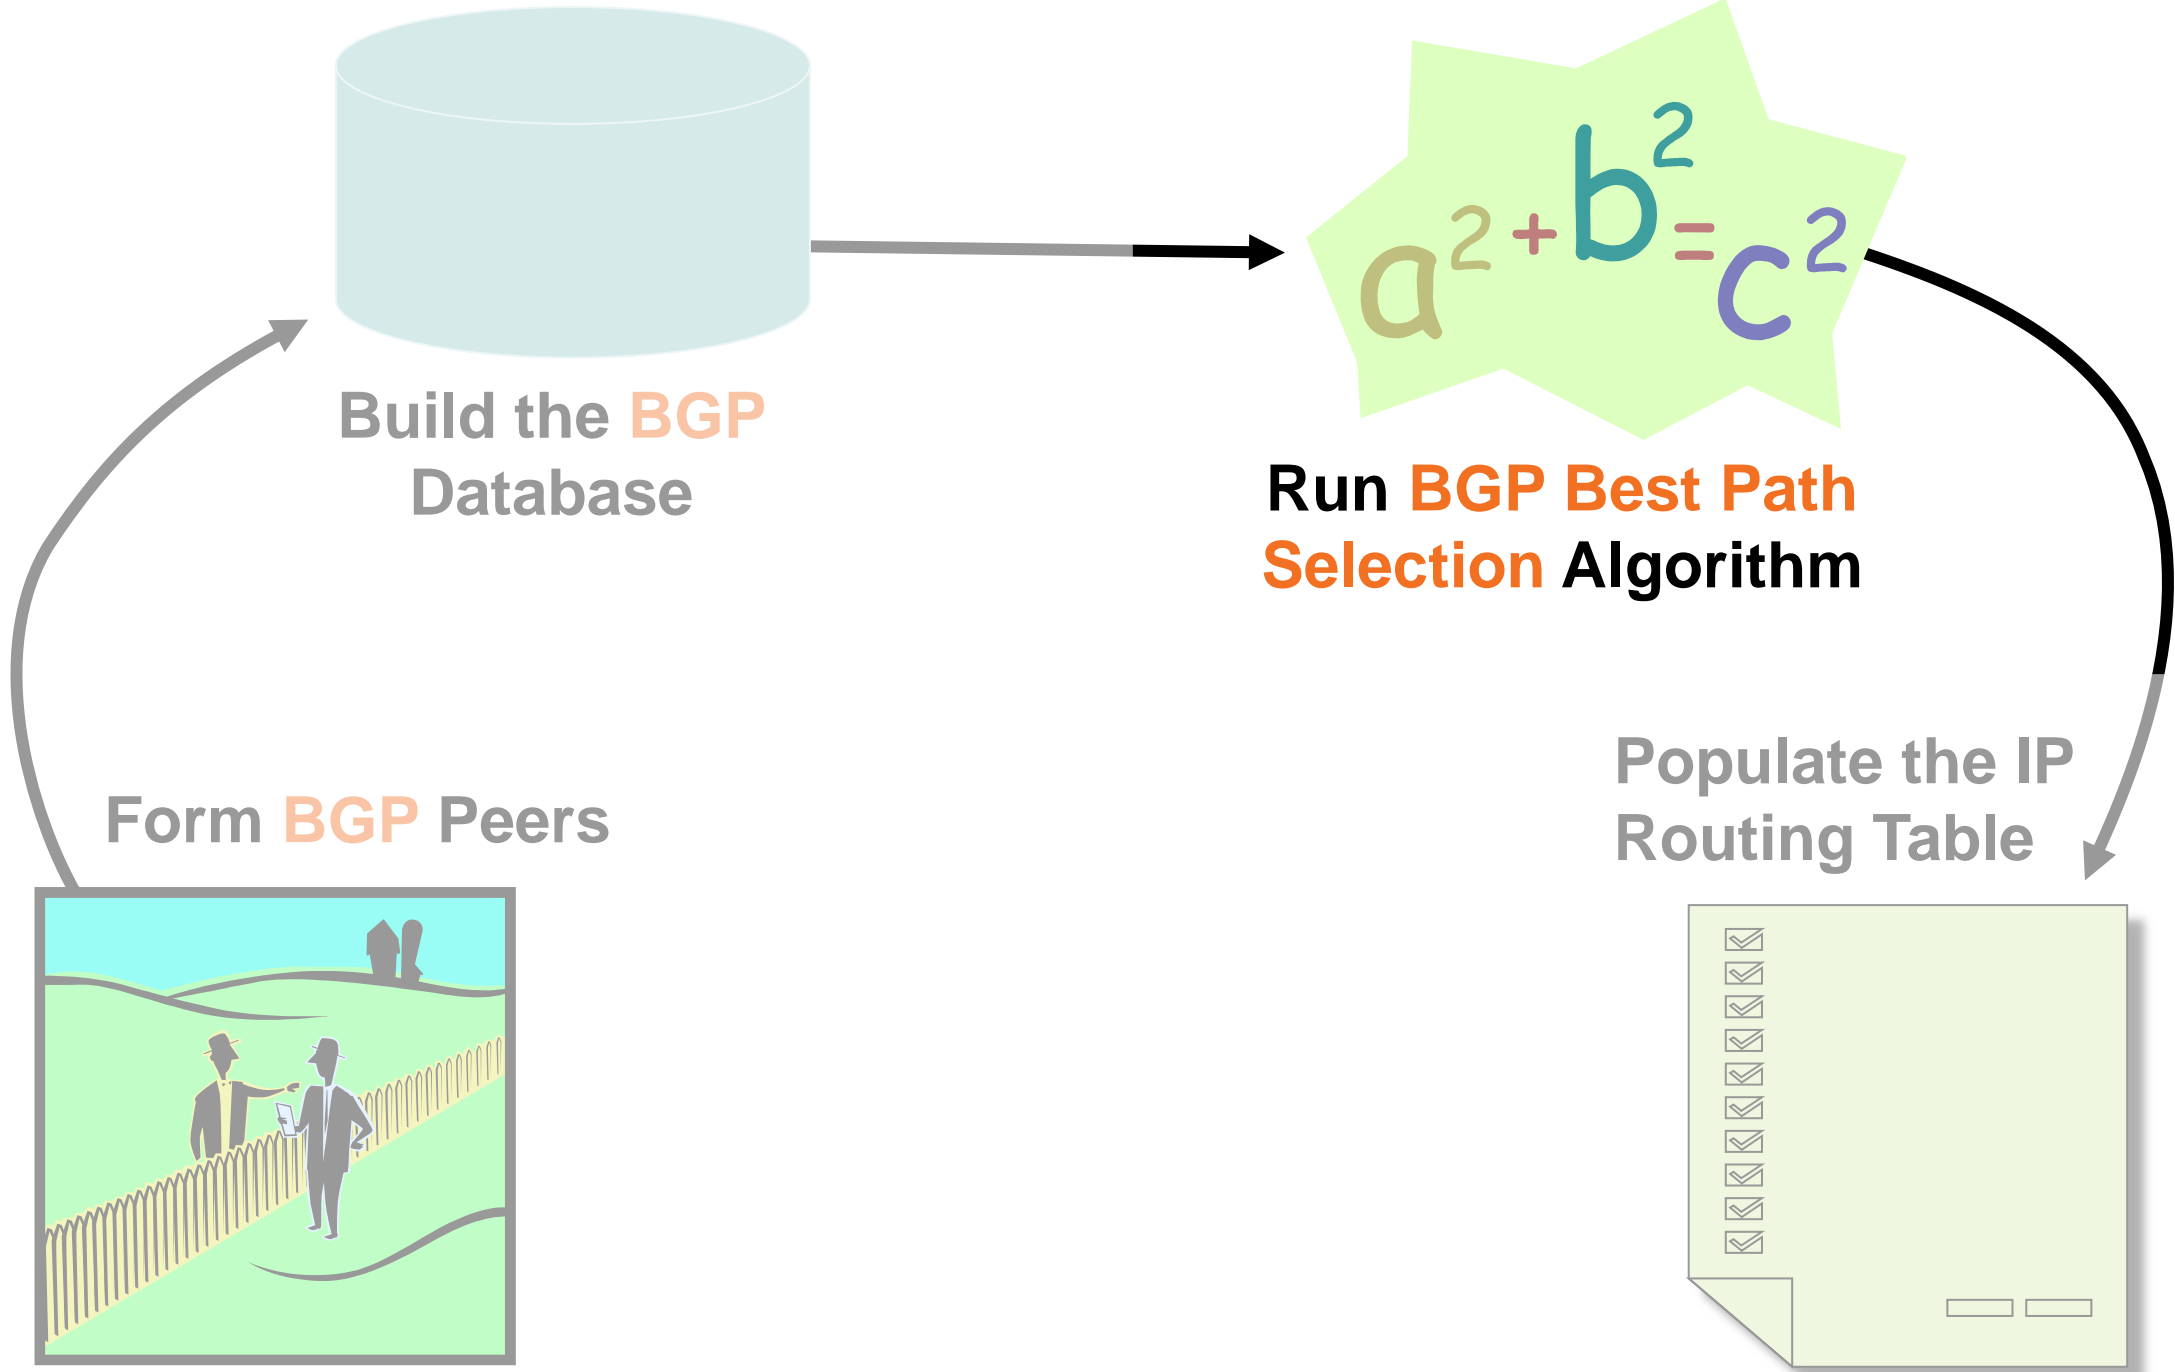 Build the BGP
Database
a² + b² = c²
Run BGP Best Path
Selection Algorithm
Populate the IP
Routing Table
Form BGP Peers